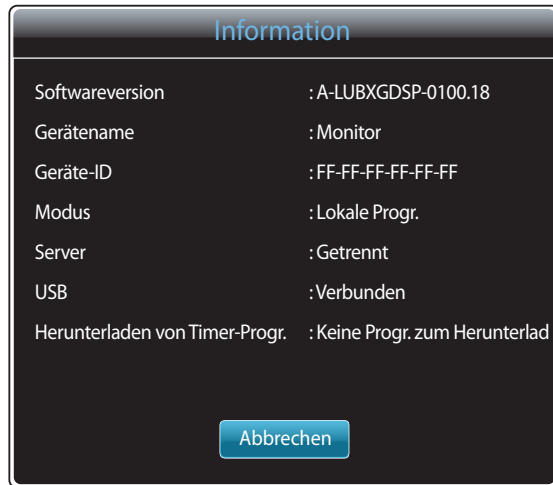 Information
Softwareversion : A-LUBXGDSP-0100.18
Gerätename : Monitor
Geräte-ID : FF-FF-FF-FF-FF-FF
Modus : Lokale Progr.
Server : Getrennt
USB : Verbunden
Herunterladen von Timer-Progr. : Keine Progr. zum Herunterlad
Abbrechen